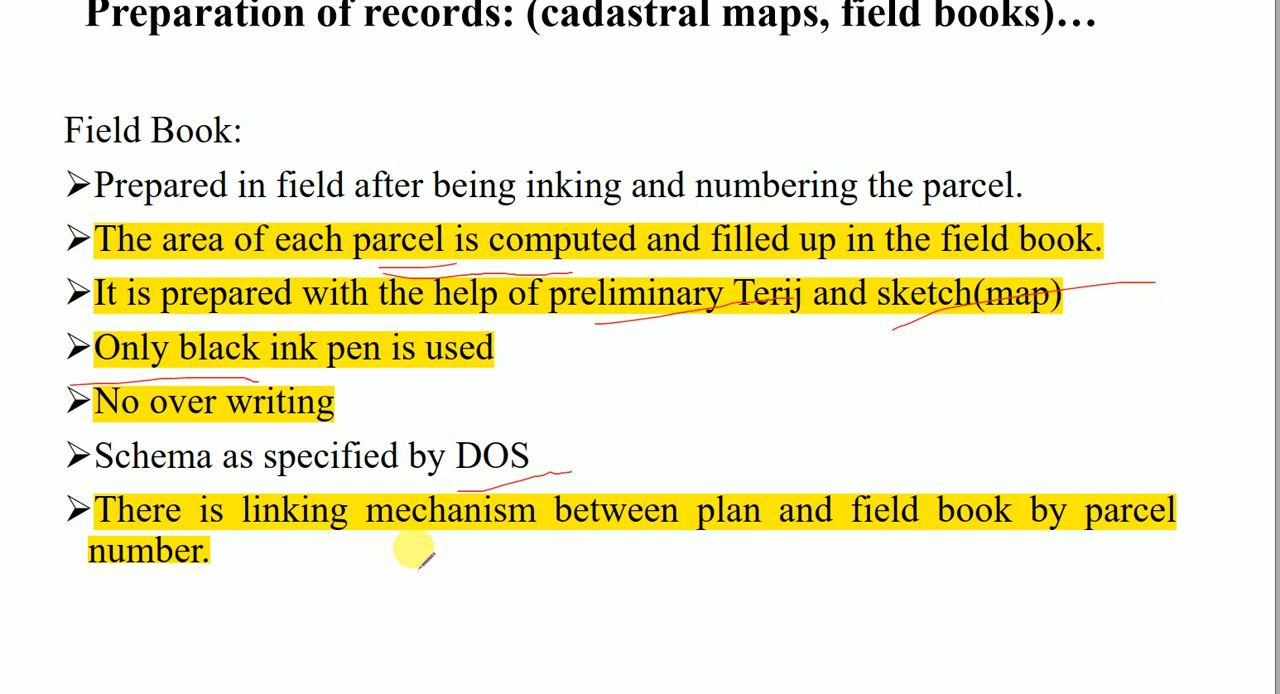 Preparation of records: (cadastral maps, field books)…
Field Book:
➢Prepared in field after being inking and numbering the parcel.
➢The area of each parcel is computed and filled up in the field book.
➢It is prepared with the help of preliminary Terij and sketch(map)
➢Only black ink pen is used
➢No over writing
➢Schema as specified by DOS
➢There is linking mechanism between plan and field book by parcel
number.